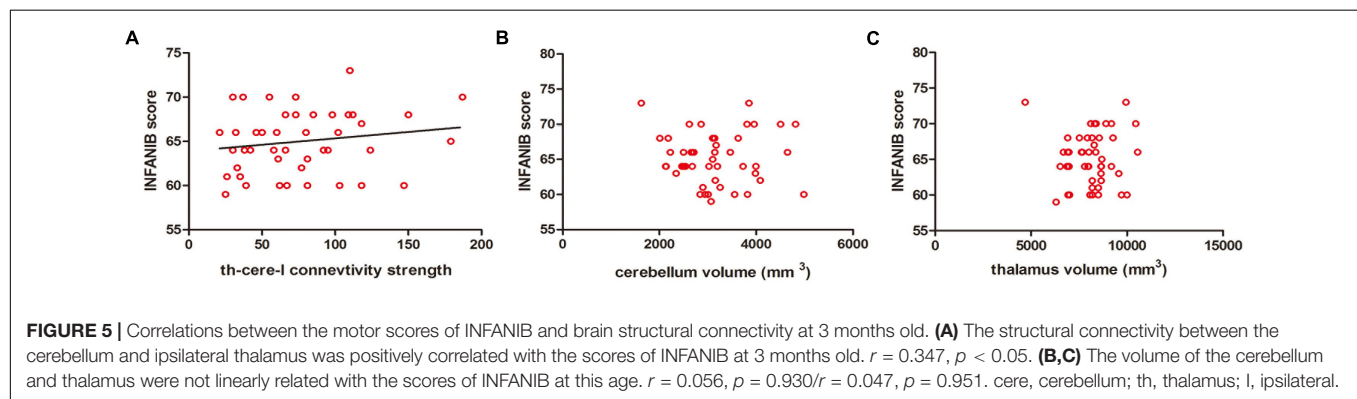 A
B
C
75
70
65
60
55
INFANIB score
0
50
100
150
200
th-cere-I connevtivity strength
80
75
70
65
60
55
INFANIB score
0
2000
4000
6000
cerebellum volume (mm 3)
80
75
70
65
60
55
INFANIB score
0
5000
10000
15000
thalamus volume (mm3)
FIGURE 5 | Correlations between the motor scores of INFANIB and brain structural connectivity at 3 months old. (A) The structural connectivity between the
cerebellum and ipsilateral thalamus was positively correlated with the scores of INFANIB at 3 months old. r = 0.347, p < 0.05. (B,C) The volume of the cerebellum
and thalamus were not linearly related with the scores of INFANIB at this age. r = 0.056, p = 0.930/r = 0.047, p = 0.951. cere, cerebellum; th, thalamus; I, ipsilateral.